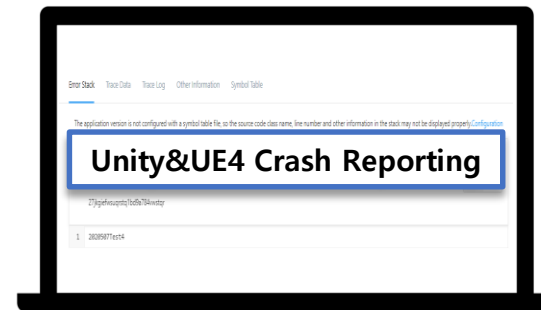 Error Stack Trace Data Trace Log Other Information Symbol Table
The application version is not configured with a symbol table file, so the source code class name, line number and other information in the stack may not be displayed properly.Configuration
Unity&UE4 Crash Reporting
1 20200507Test4